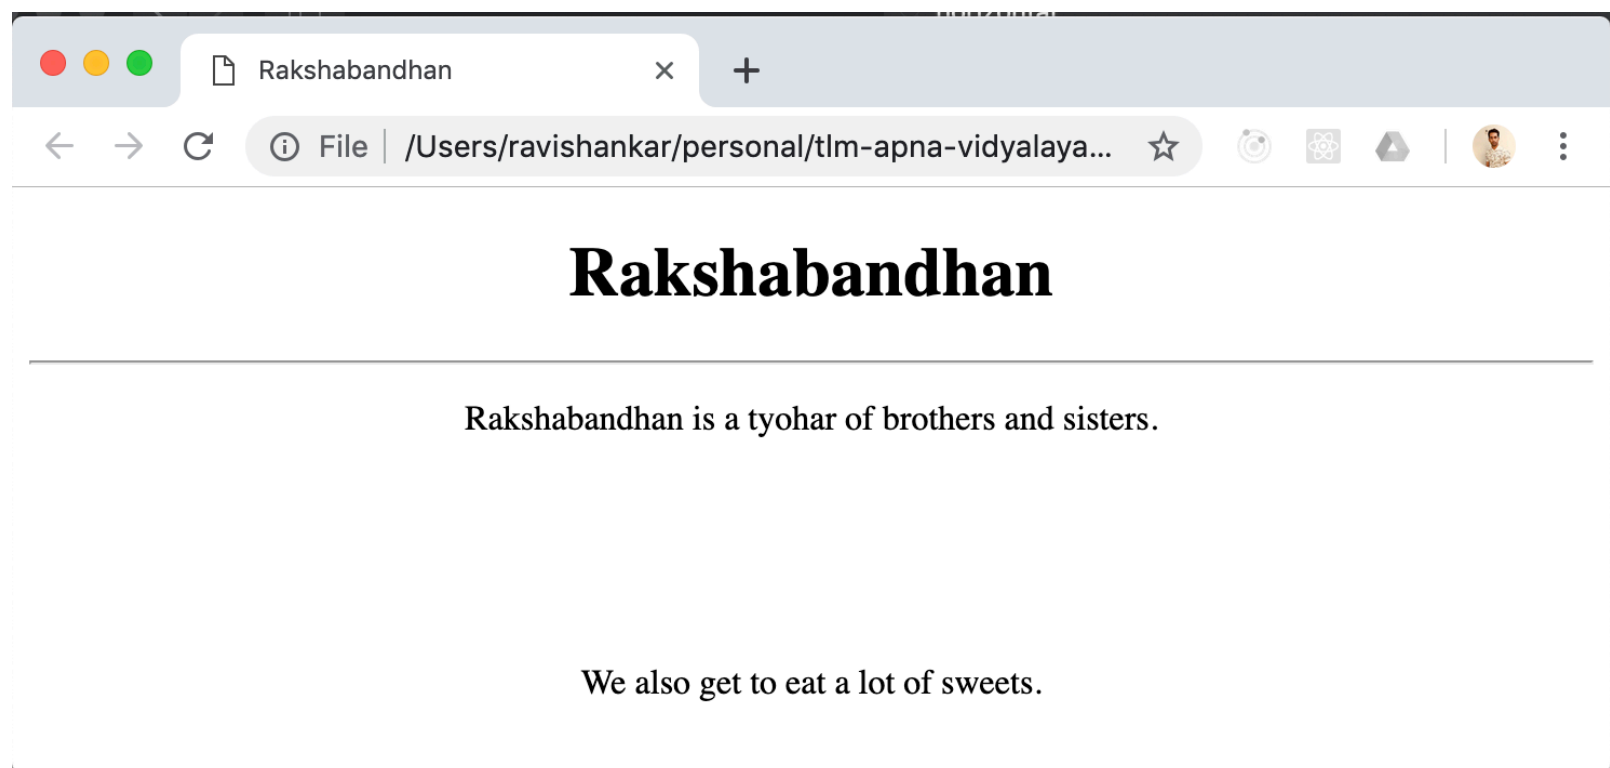 Rakshabandhan
File /Users/ravishankar/personal/tlm-apna-vidyalaya...
Rakshabandhan
Rakshabandhan is a tyohar of brothers and sisters.
We also get to eat a lot of sweets.